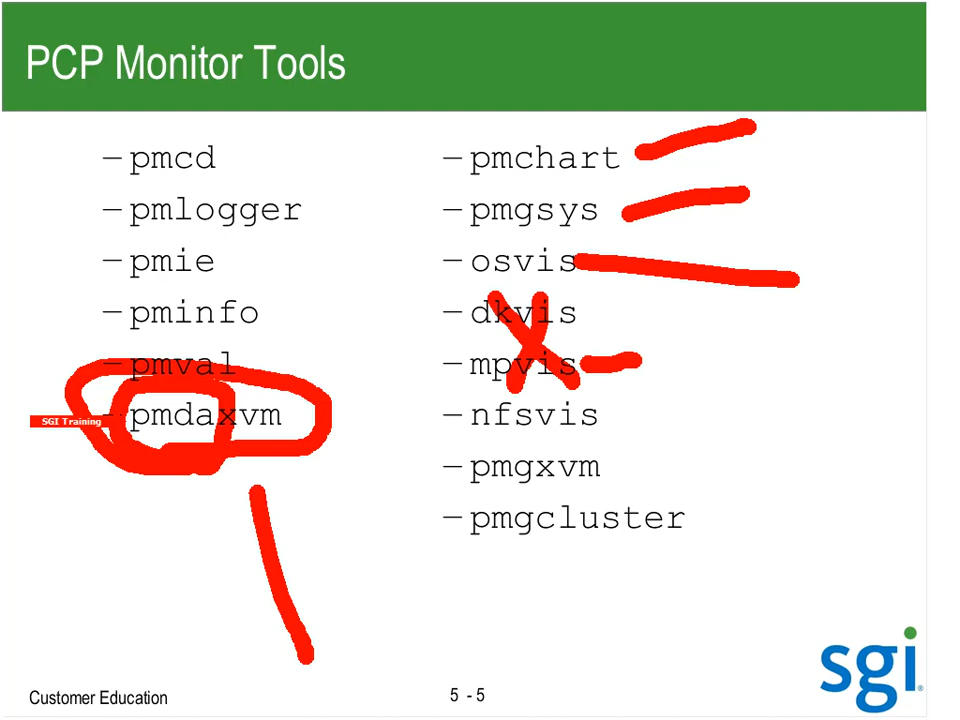 PCP Monitor Tools
– pmcd
– pmlogger
– pmie
– pminfo
– pmval
– pmdaxvm
SGI Training
– pmchart
– pmgsys
– osvis
– dkvis
– mpvis
– nfsvis
– pmgxvm
– pmgcluster
Customer Education
5 - 5
sgi